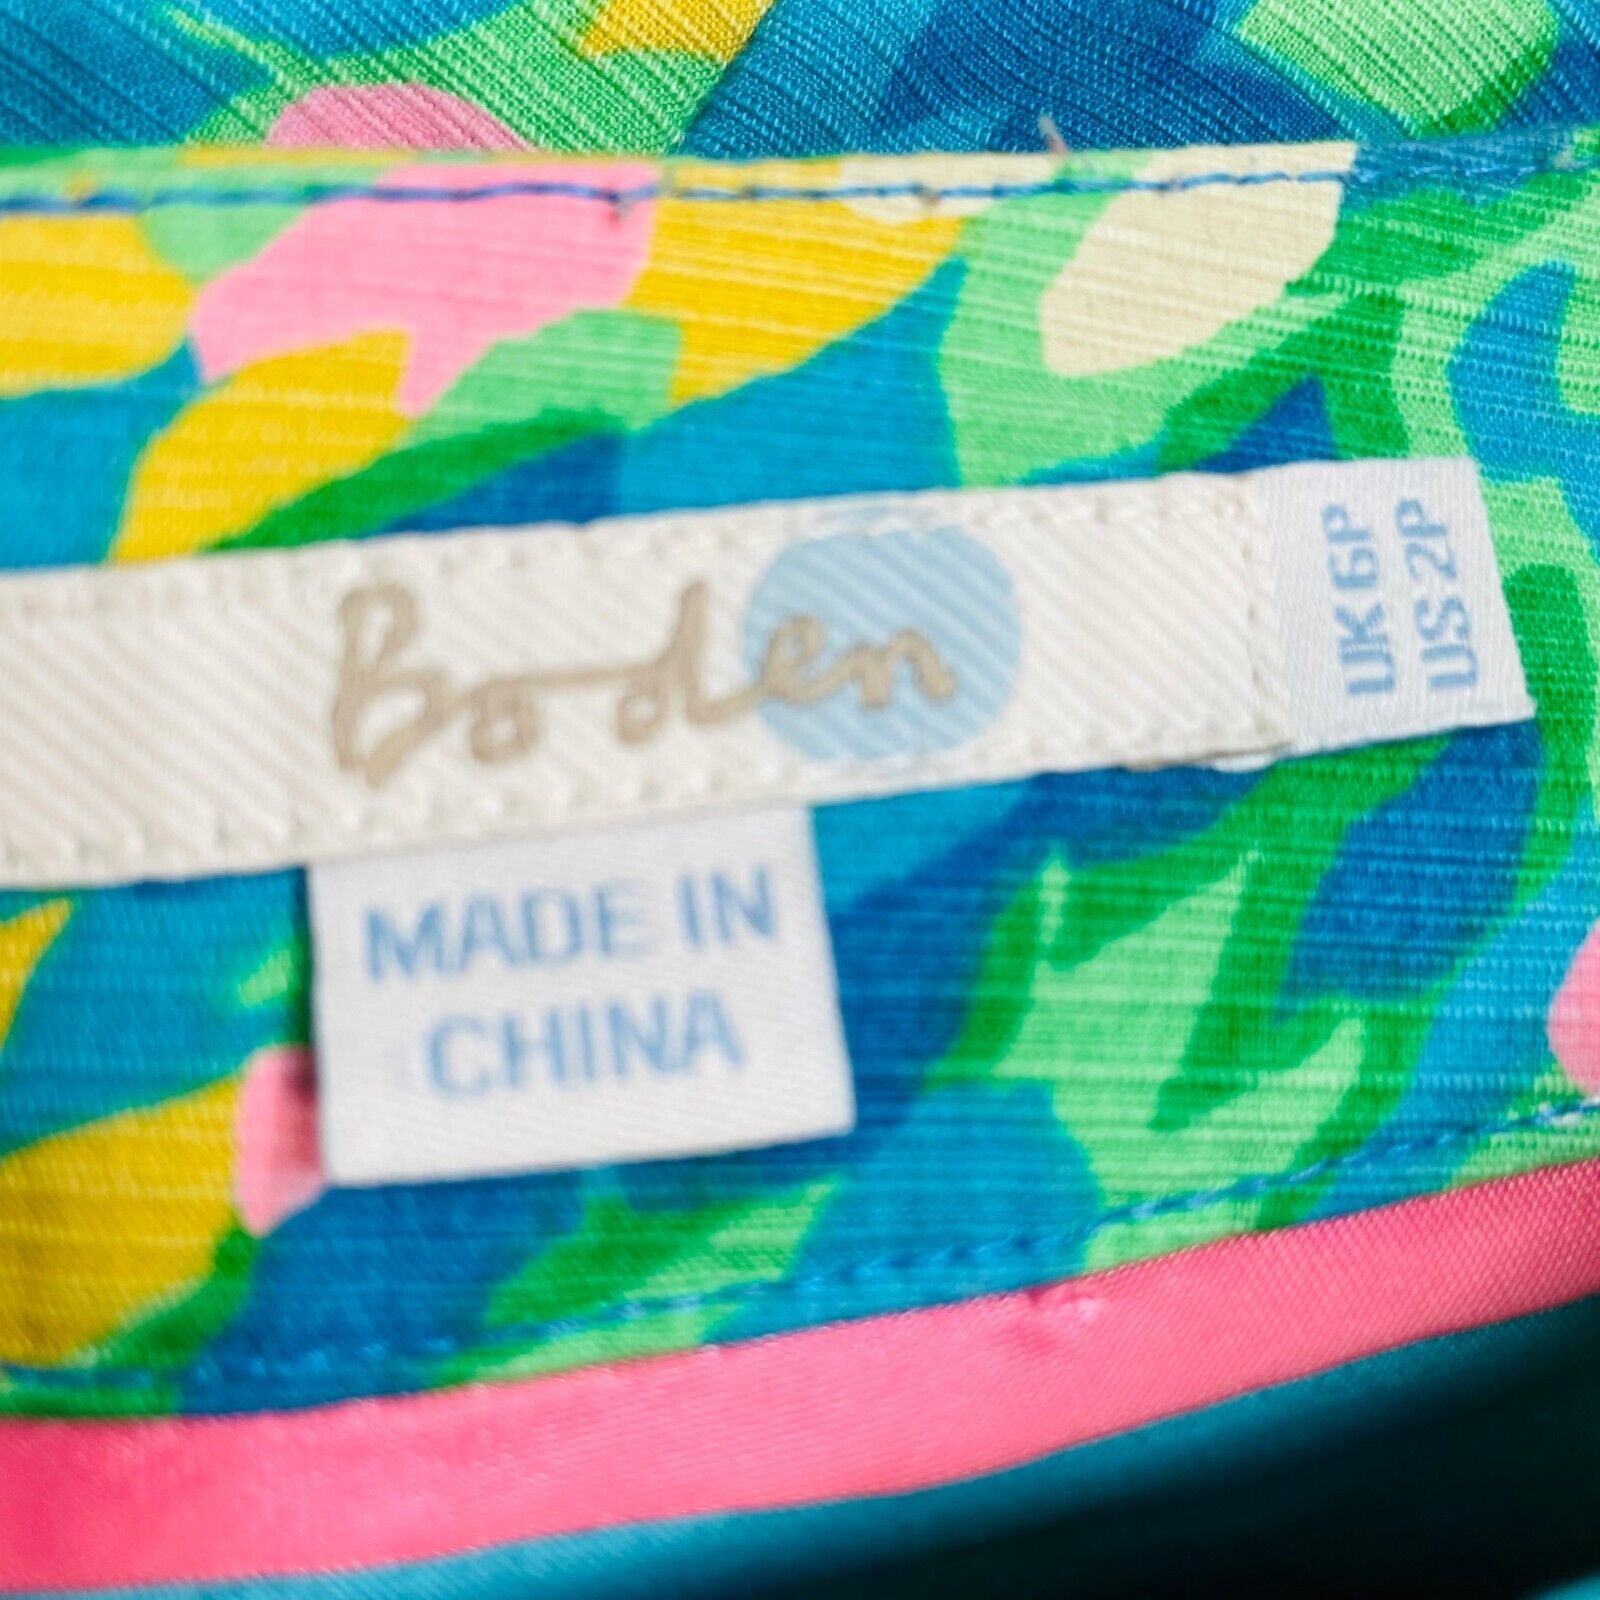 Boden
UK 6P
US 2P
MADE IN
CHINA